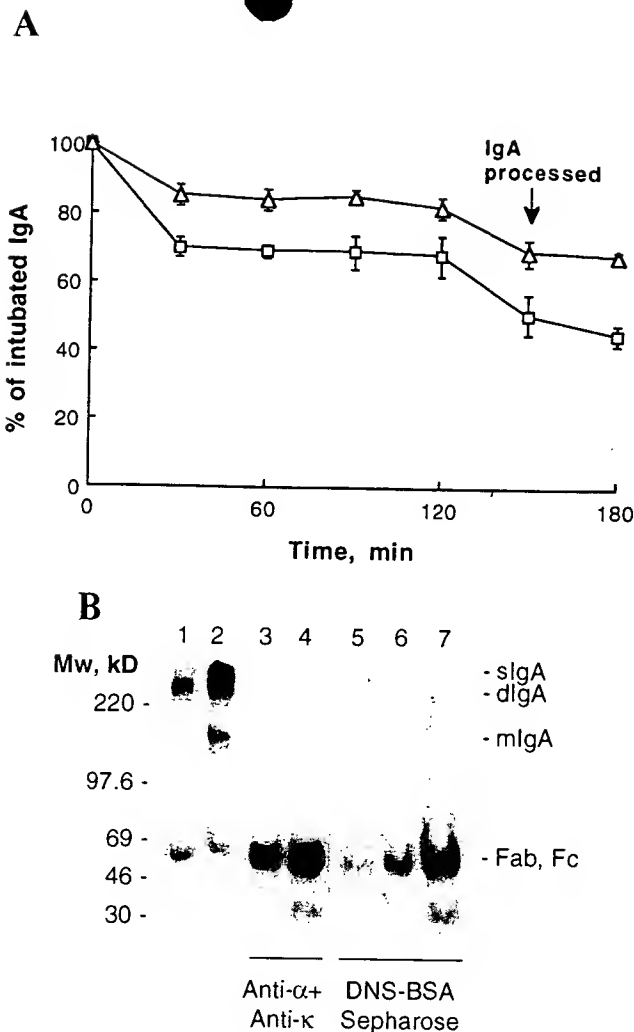 A
100
80
60
40
20
0
% of intubated IgA
IgA
processed
0 60 120 180
Time, min
B
1 2 3 4 5 6 7
Mw, kD
220 -
97.6 -
69 -
46 -
30 -
- sIgA
- dIgA
- mIgA
- Fab, Fc
Anti-α+
Anti-κ
DNS-BSA
Sepharose